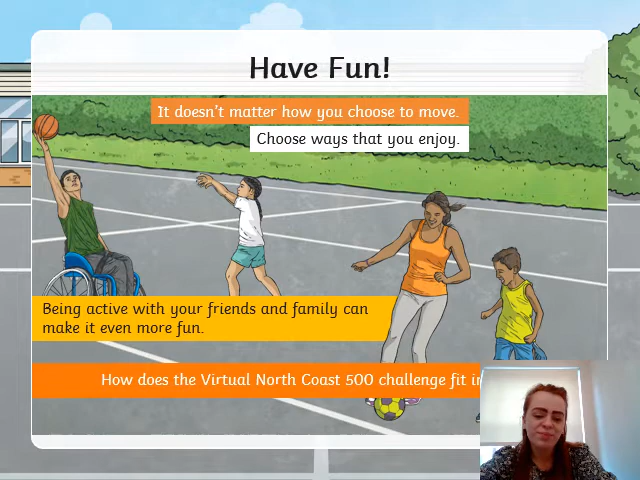 Have Fun!
It doesn't matter how you choose to move.
Choose ways that you enjoy.
Being active with your friends and family can
make it even more fun.
How does the Virtual North Coast 500 challenge fit